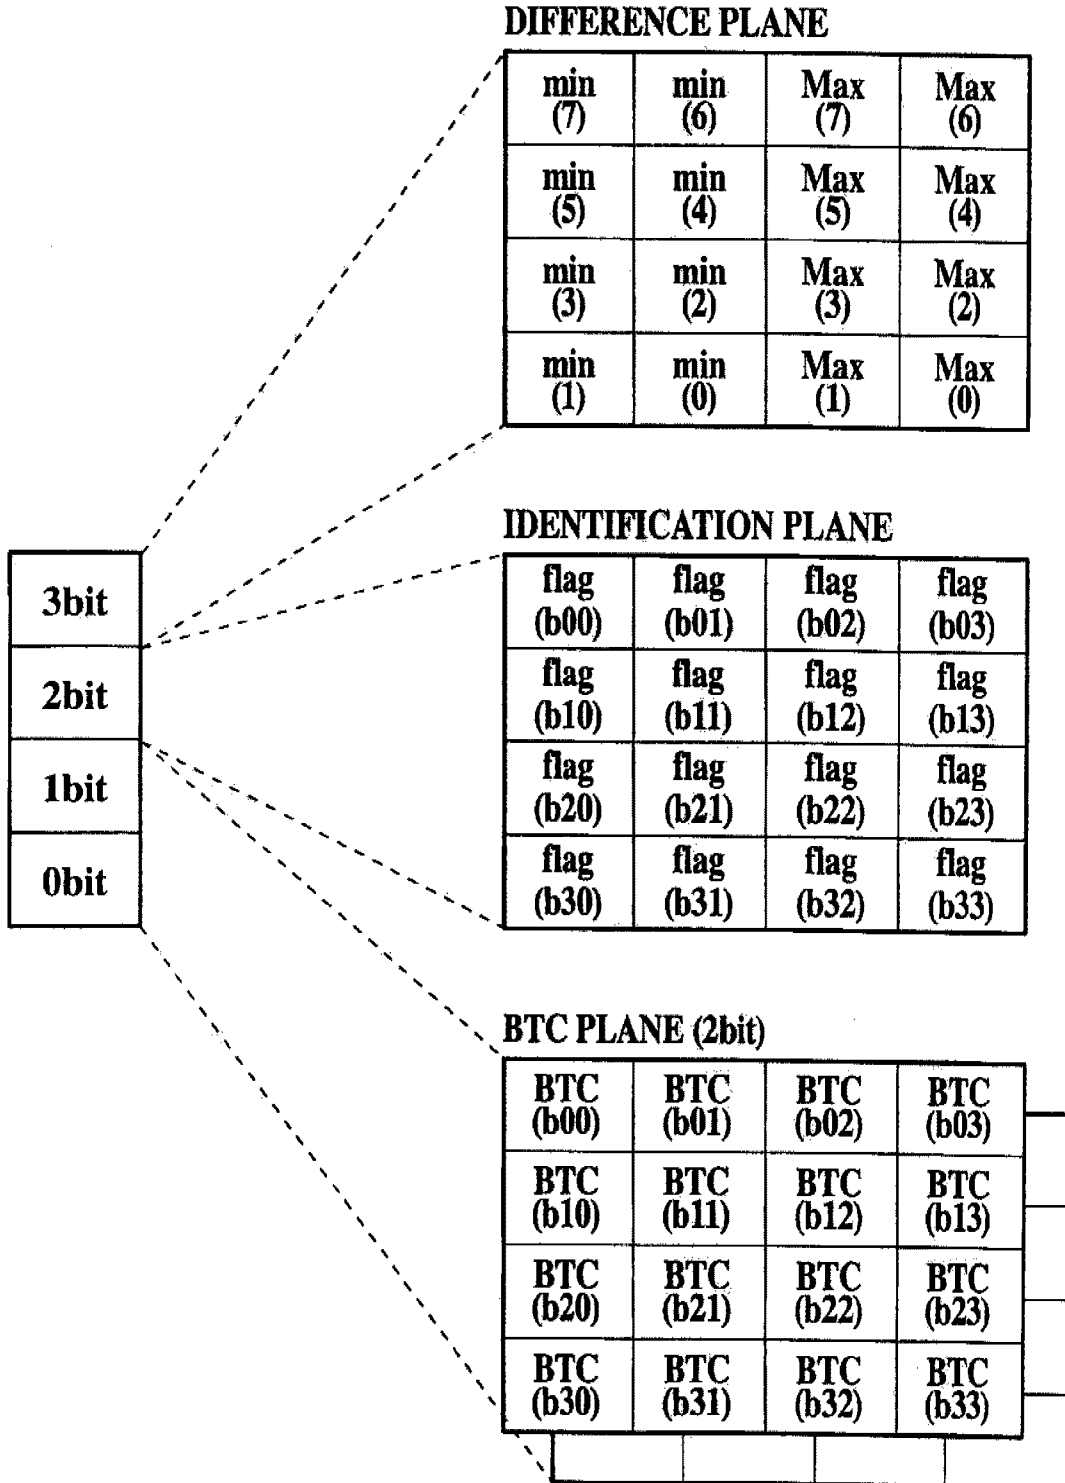 DIFFERENCE PLANE
min min Max Max
(7) (6) (7) (6)
min min Max Max
(5) (4) (5) (4)
min min Max Max
(3) (2) (3) (2)
min min Max Max
(1) (0) (1) (0)
IDENTIFICATION PLANE
flag flag flag flag
(b00) (b01) (b02) (b03)
flag flag flag flag
(b10) (b11) (b12) (b13)
flag flag flag flag
(b20) (b21) (b22) (b23)
flag flag flag flag
(b30) (b31) (b32) (b33)
3bit
2bit
1bit
0bit
BTC PLANE (2bit)
BTC BTC BTC BTC
(b00) (b01) (b02) (b03)
BTC BTC BTC BTC
(b10) (b11) (b12) (b13)
BTC BTC BTC BTC
(b20) (b21) (b22) (b23)
BTC BTC BTC BTC
(b30) (b31) (b32) (b33)